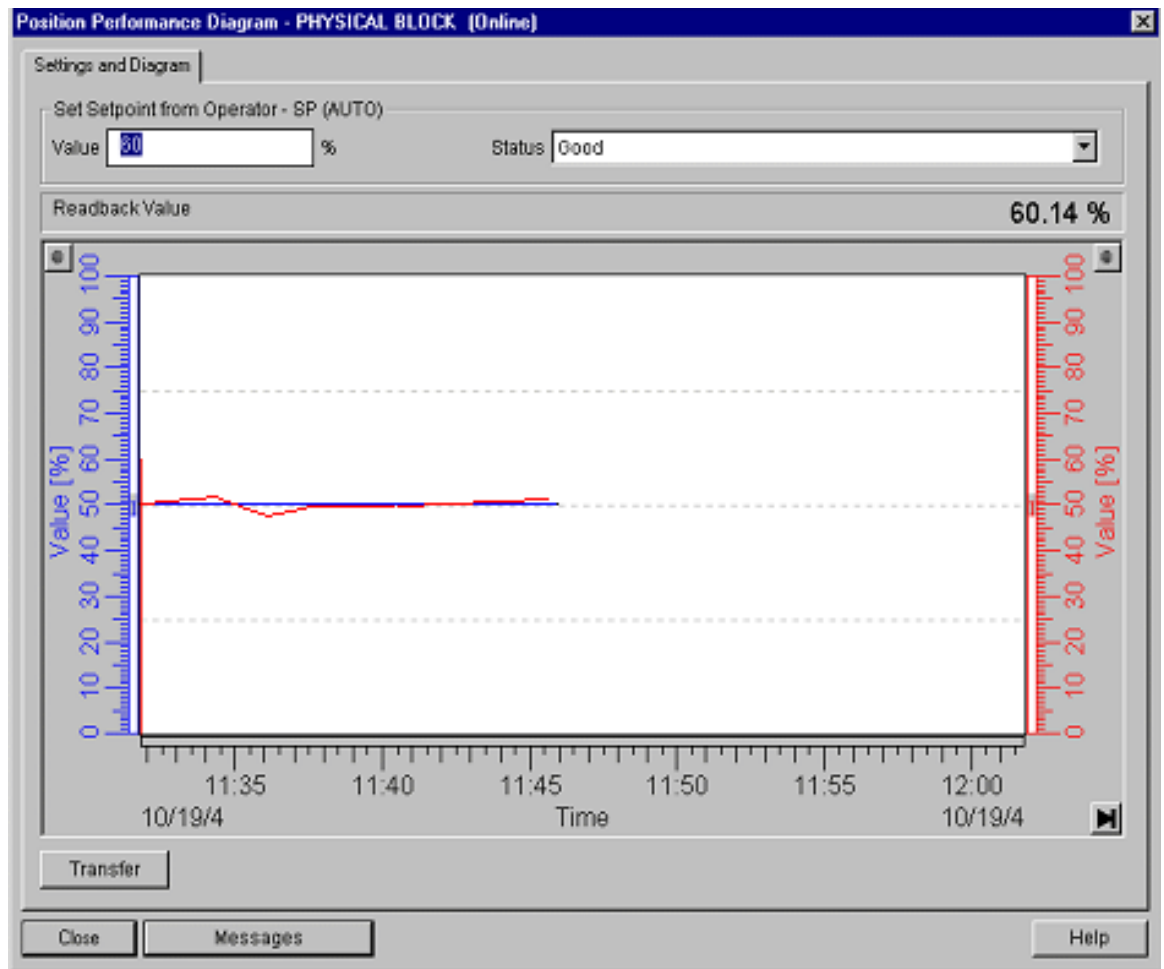 Position Performance Diagram - PHYSICAL BLOCK (Online)
Settings and Diagram
Set Setpoint from Operator - SP (AUTO)
Value 60 % Status Good
Readback Value 60.14 %
100 100
90 90
80 80
70 70
60 60
50 50
40 40
30 30
20 20
10 10
0 0
Value [%] Value [%]
11:35 11:40 11:45 11:50 11:55 12:00
10/19/4 Time 10/19/4
Transfer
Close Messages Help